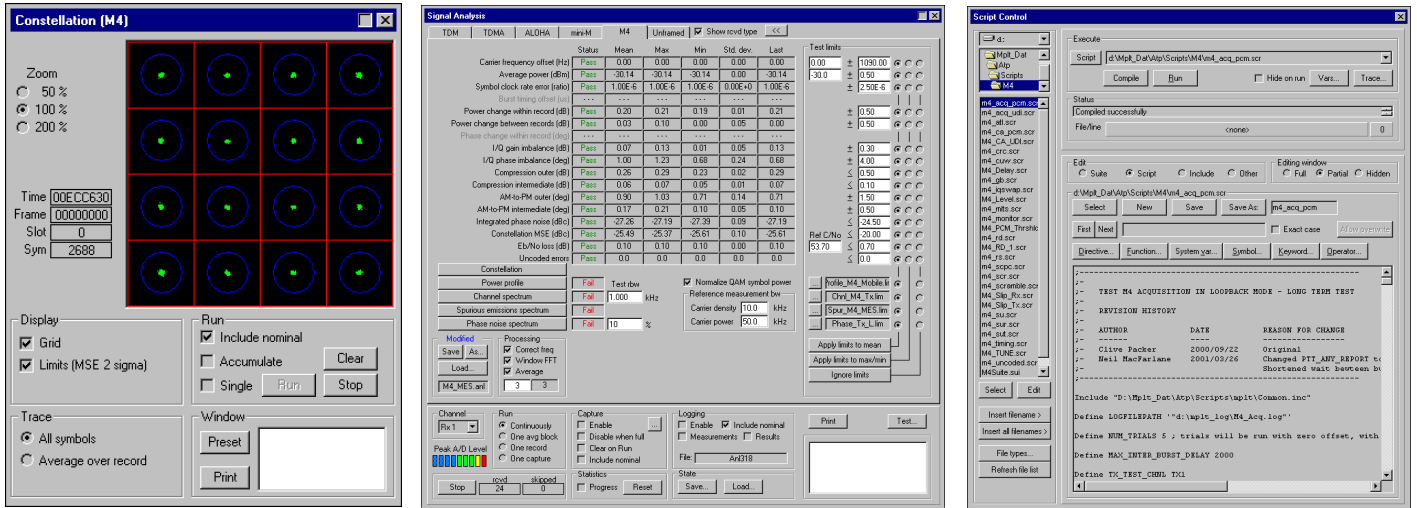 Constellation (M4)
Zoom
50 %
100 %
200 %
Time 00ECC630
Frame 00000000
Slot 0
Sym 2688
Display
Grid
Limits (MSE 2 sigma)
Run
Include nominal
Accumulate
Clear
Single Run Stop
Trace
All symbols
Average over record
Window
Preset
Print
Signal Analysis
TDM TDMA ALOHA mini-M M4 Unframed Show rcvd type <<
Status Mean Max Min Std. dev. Last Test limits
Carrier frequency offset (Hz) Pass 0.00 0.00 0.00 0.00 0.00 0.00 ± 1090.00
Average power (dBm) Pass -30.14 -30.14 -30.14 0.00 -30.14 -30.0 ± 0.50
Symbol clock rate error (ratio) Pass 1.00E-6 1.00E-6 1.00E-6 0.00E+0 1.00E-6 ± 2.50E-6
Burst timing offset (us) --- --- --- --- --- ---
Power change within record (dB) Pass 0.20 0.21 0.19 0.01 0.21 ± 0.50
Power change between records (dB) Pass 0.03 0.10 0.00 0.05 0.00 ± 0.50
Phase change within record (deg) --- --- --- --- --- ---
I/Q gain imbalance (dB) Pass 0.07 0.13 0.01 0.05 0.13 ± 0.30
I/Q phase imbalance (deg) Pass 1.00 1.23 0.68 0.24 0.68 ± 4.00
Compression outer (dB) Pass 0.26 0.29 0.23 0.02 0.29 ≤ 0.50
Compression intermediate (dB) Pass 0.06 0.07 0.05 0.01 0.07 ≤ 0.10
AM-to-PM outer (deg) Pass 0.90 1.03 0.71 0.14 0.71 ± 1.50
AM-to-PM intermediate (deg) Pass 0.17 0.21 0.10 0.05 0.10 ± 0.50
Integrated phase noise (dBc) Pass -27.26 -27.19 -27.39 0.09 -27.19 ≤ -24.50
Constellation MSE (dBc) Pass -25.49 -25.37 -25.61 0.10 -25.61 Ref C/No ≤ -20.00
Eb/No loss (dB) Pass 0.10 0.10 0.10 0.00 0.10 53.70 ≤ 0.70
Uncoded errors Pass 0.0 0.0 0.0 0.0 0.0 ≤ 0.0
Constellation
Power profile Fail Test rbw Normalize QAM symbol power ... Profile_M4_Mobile.lim
Channel spectrum Fail 1.000 kHz Reference measurement bw ... Chnl_M4_Tx.lim
Spurious emissions spectrum Fail Carrier density 10.0 kHz ... Spur_M4_MES.lim
Phase noise spectrum Fail 10 % Carrier power 50.0 kHz ... Phase_Tx_L.lim
Modified
Save As...
Load...
M4_MES.anl
Processing
Correct freq
Window FFT
Average
3 3
Apply limits to mean
Apply limits to max/min
Ignore limits
Channel
Rx 1
Peak A/D Level
Run
Continuously
One avg block
One record
One capture
Capture
Enable ...
Disable when full
Clear on Run
Include nominal
Logging
Enable Include nominal
Measurements Results
File: Anl318
Print Test...
Stop rcvd 24 skipped 0
Statistics
Progress Reset
State
Save... Load...
Script Control
d:
Mplt_Dat
Atp
Scripts
M4
m4_acq_pcm.scr
m4_acq_udi.scr
m4_atl.scr
m4_ca_pcm.scr
M4_CA_UDI.scr
m4_crc.scr
m4_cuvv.scr
M4_Delay.scr
m4_gb.scr
m4_iqswap.scr
M4_Level.scr
m4_mits.scr
m4_monitor.scr
M4_PCM_Thrshld
m4_rd.scr
M4_RD_1.scr
m4_rs.scr
m4_scpc.scr
m4_scr.scr
m4_scramble.scr
M4_Slip_Rx.scr
M4_Slip_Tx.scr
m4_su.scr
m4_sur.scr
m4_sut.scr
m4_timing.scr
M4_TUNE.scr
m4_uncoded.scr
M4Suite.sui
Select Edit
Insert filename >
Insert all filenames >
File types...
Refresh file list
Execute
Script d:\Mplt_Dat\Atp\Scripts\M4\m4_acq_pcm.scr
Compile Run Hide on run Vars... Trace...
Status
Compiled successfully
File/line <none> 0
Edit
Suite Script Include Other
Editing window
Full Partial Hidden
d:\Mplt_Dat\Atp\Scripts\M4\m4_acq_pcm.scr
Select New Save Save As: m4_acq_pcm
First Next Exact case Allow overwrite
Directive... Function... System var... Symbol... Keyword... Operator...
;-----------------------------------------------------------
;-
;- TEST M4 ACQUISITION IN LOOPBACK MODE - LONG TERM TEST
;-
;- REVISION HISTORY
;-
;- AUTHOR DATE REASON FOR CHANGE
;- ------ ---- -----------------
;- Clive Packer 2000/09/22 Original
;- Neil MacFarlane 2001/03/26 Changed PTT_ANY_REPORT to
;- Shortened wait bewteen bu
;-----------------------------------------------------------
Include "D:\Mplt_Dat\Atp\Scripts\mplt\Common.inc"
Define LOGFILEPATH '"d:\mplt_log\M4_Acq.log"'
Define NUM_TRIALS 5 ; trials will be run with zero offset, with
Define MAX_INTER_BURST_DELAY 2000
Define TX_TEST_CHNL TX1